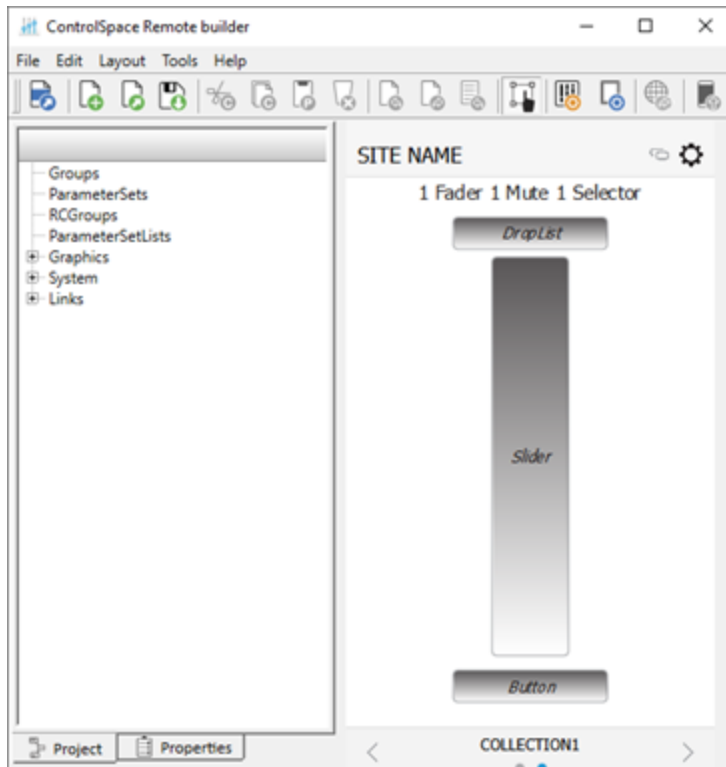 ControlSpace Remote builder
File Edit Layout Tools Help
Groups
ParameterSets
RCGroups
ParameterSetLists
Graphics
System
Links
Project Properties
SITE NAME
1 Fader 1 Mute 1 Selector
DropList
Slider
Button
COLLECTION1